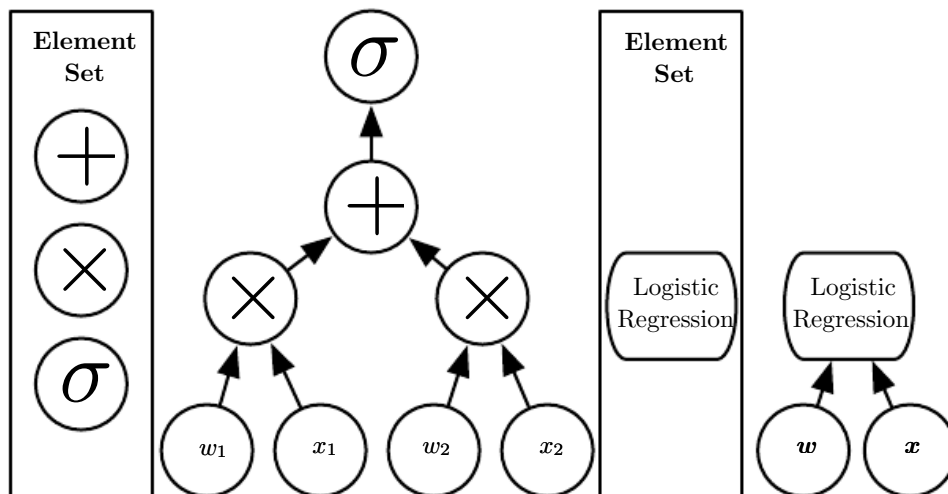 Element
Set
+
×
σ
σ
+
×
×
w₁
x₁
w₂
x₂
Element
Set
Logistic
Regression
Logistic
Regression
w
x